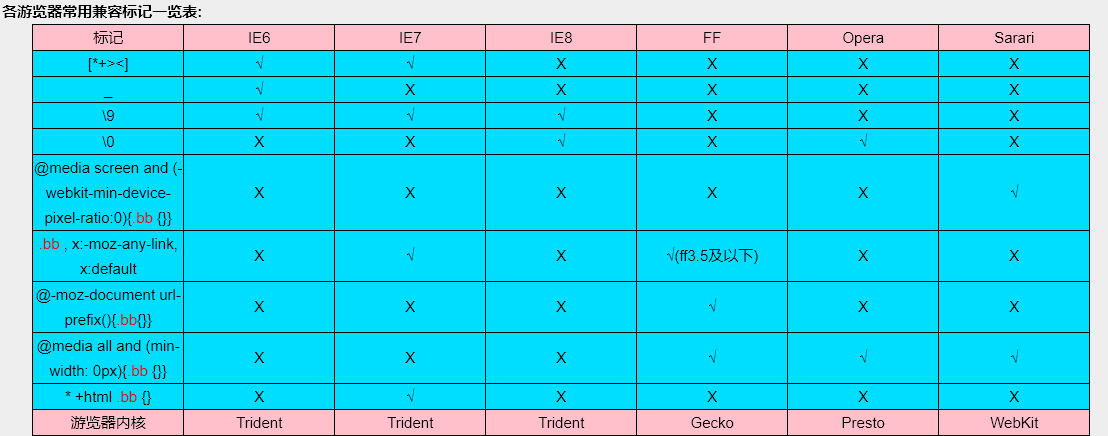 各游览器常用兼容标记一览表:
标记 IE6 IE7 IE8 FF Opera Sarari
[*+><] √ √ X X X X
_ √ X X X X X
\9 √ √ √ X X X
\0 X X √ X √ X
@media screen and (-
webkit-min-device-
pixel-ratio:0){.bb {}} X X X X X √
.bb , x:-moz-any-link,
x:default X √ X √(ff3.5及以下) X X
@-moz-document url-
prefix(){.bb{}} X X X √ X X
@media all and (min-
width: 0px){.bb {}} X X X √ √ √
* +html .bb {} X √ X X X X
游览器内核 Trident Trident Trident Gecko Presto WebKit